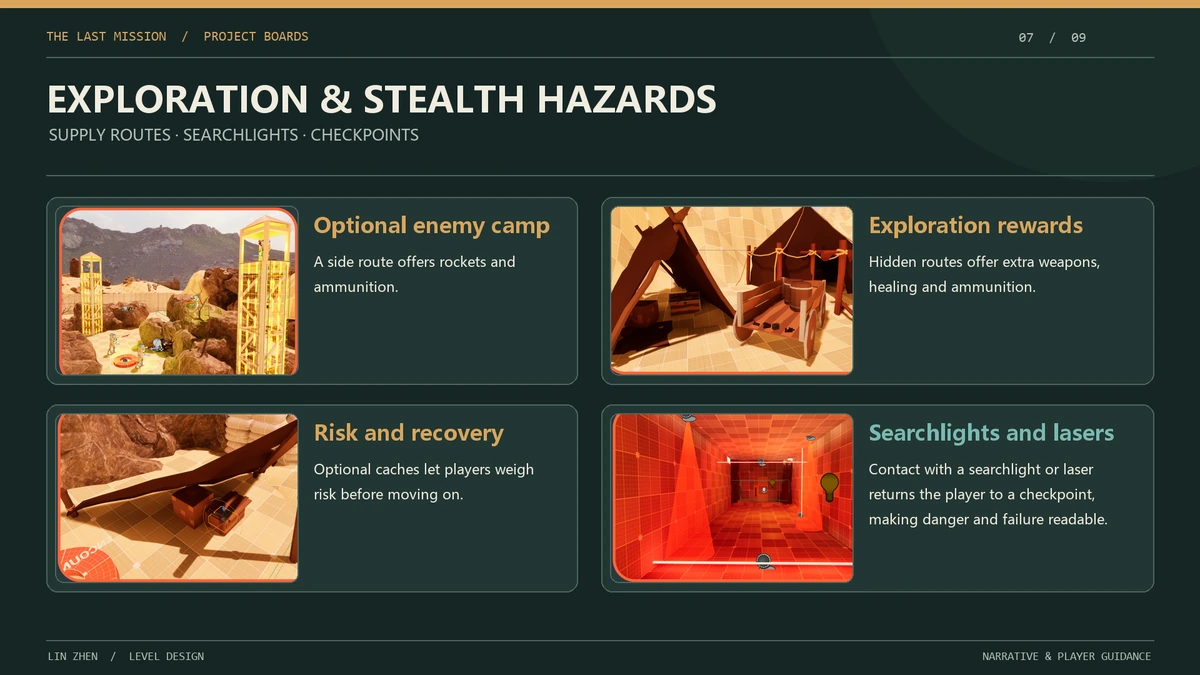 THE LAST MISSION / PROJECT BOARDS
07 / 09
EXPLORATION & STEALTH HAZARDS
SUPPLY ROUTES · SEARCHLIGHTS · CHECKPOINTS
Optional enemy camp
A side route offers rockets and
ammunition.
Exploration rewards
Hidden routes offer extra weapons,
healing and ammunition.
Risk and recovery
Optional caches let players weigh
risk before moving on.
Searchlights and lasers
Contact with a searchlight or laser
returns the player to a checkpoint,
making danger and failure readable.
LIN ZHEN / LEVEL DESIGN
NARRATIVE & PLAYER GUIDANCE